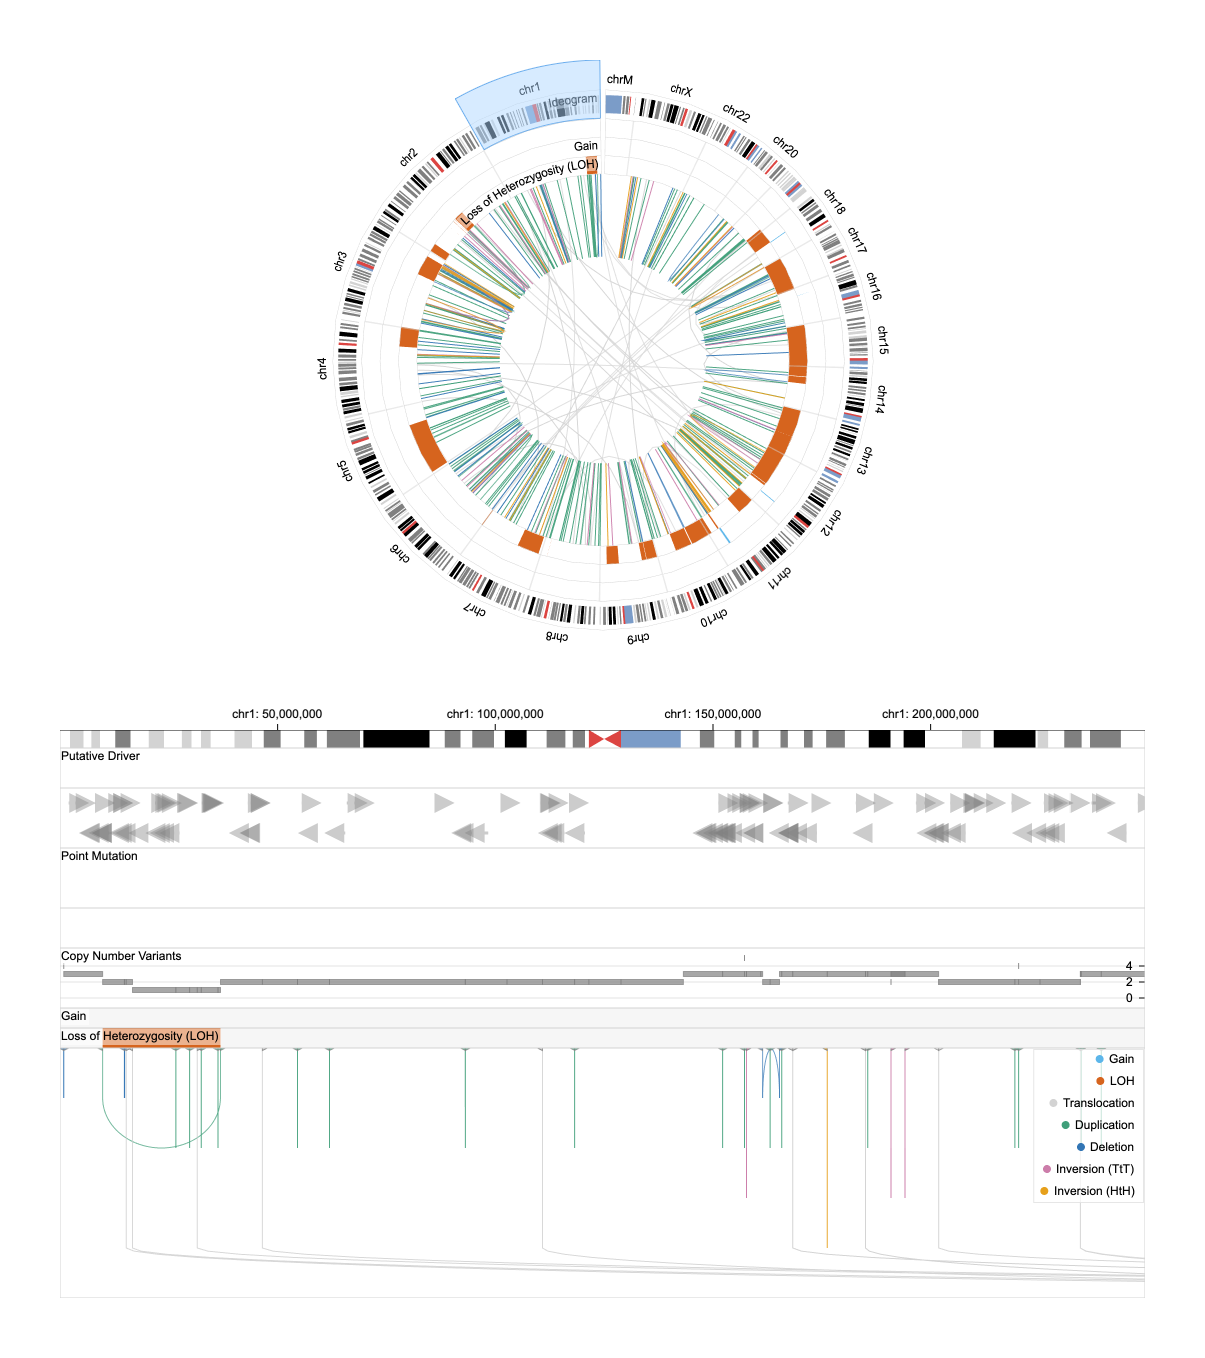 chrM
chrX
chr22
chr20
chr18
chr17
chr16
chr15
chr14
chr13
chr12
chr11
chr10
chr9
chr8
chr7
chr6
chr5
chr4
chr3
chr2
chr1
Ideogram
Gain
Loss of Heterozygosity (LOH)
chr1: 50,000,000 chr1: 100,000,000 chr1: 150,000,000 chr1: 200,000,000
Putative Driver
Point Mutation
Copy Number Variants
4
2
0
Gain
Loss of Heterozygosity (LOH)
Gain
LOH
Translocation
Duplication
Deletion
Inversion (TtT)
Inversion (HtH)